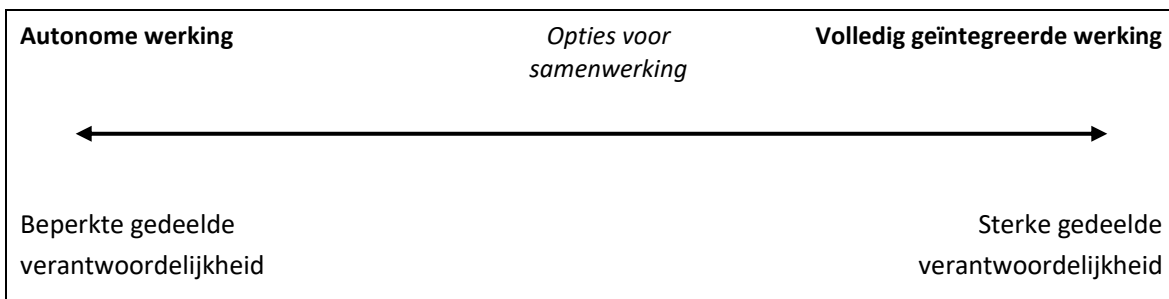 Autonome werking
Opties voor
samenwerking
Volledig geïntegreerde werking
Beperkte gedeelde
verantwoordelijkheid
Sterke gedeelde
verantwoordelijkheid